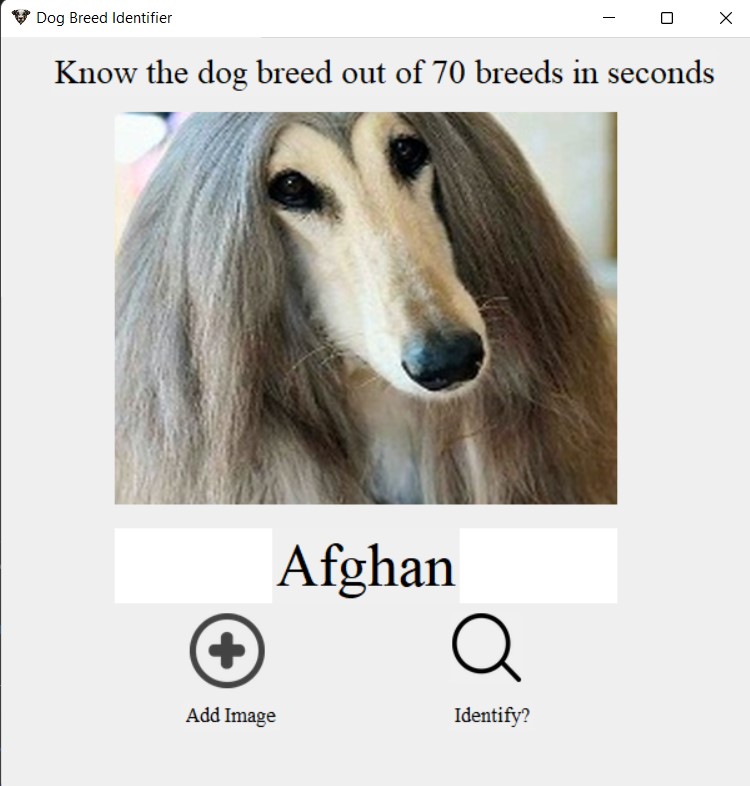 Dog Breed Identifier
Know the dog breed out of 70 breeds in seconds
Afghan
Add Image
Identify?